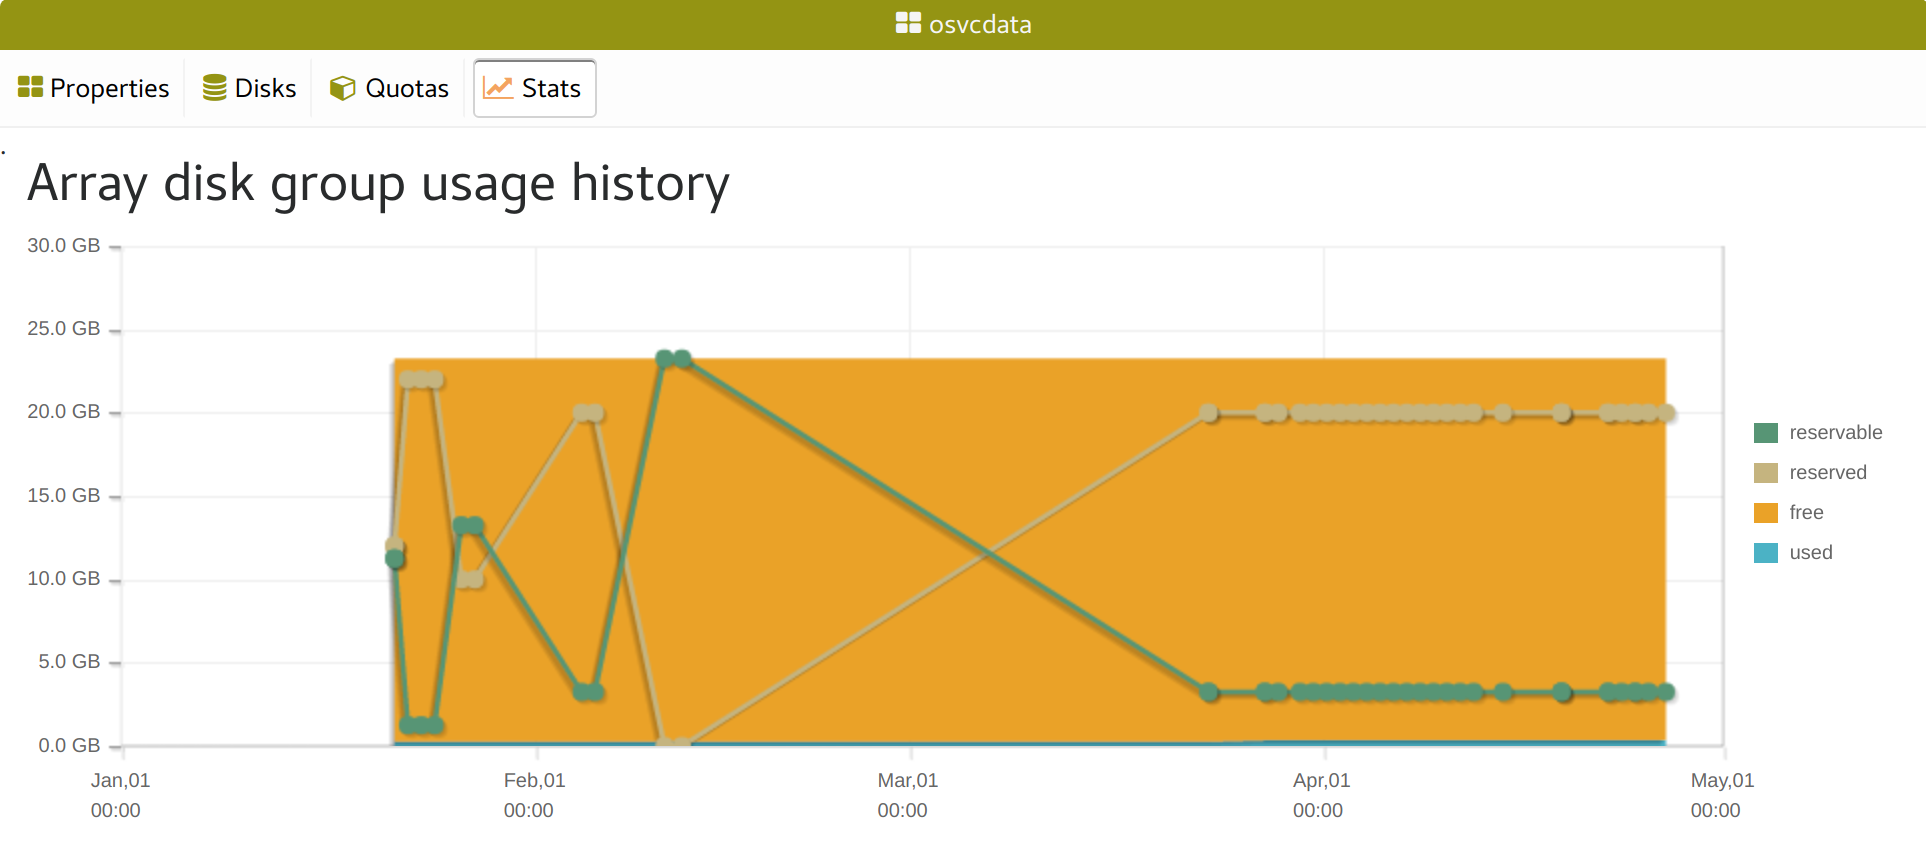 osvcdata
Properties Disks Quotas Stats
Array disk group usage history
30.0 GB
25.0 GB
20.0 GB
15.0 GB
10.0 GB
5.0 GB
0.0 GB
Jan,01 Feb,01 Mar,01 Apr,01 May,01
00:00 00:00 00:00 00:00 00:00
reservable
reserved
free
used